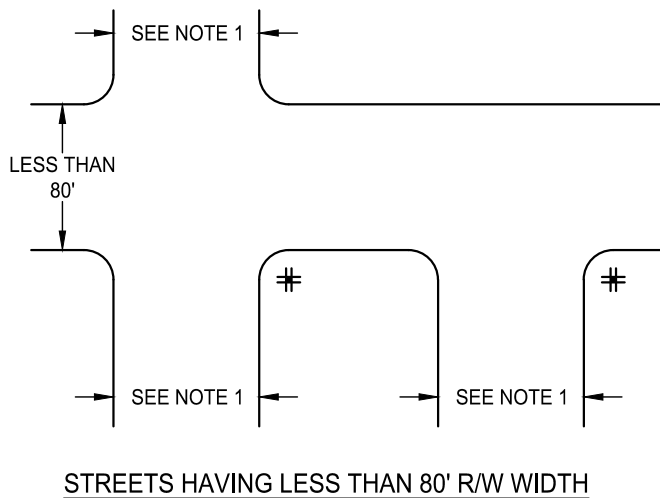 SEE NOTE 1
LESS THAN
80'
SEE NOTE 1
SEE NOTE 1
STREETS HAVING LESS THAN 80' R/W WIDTH